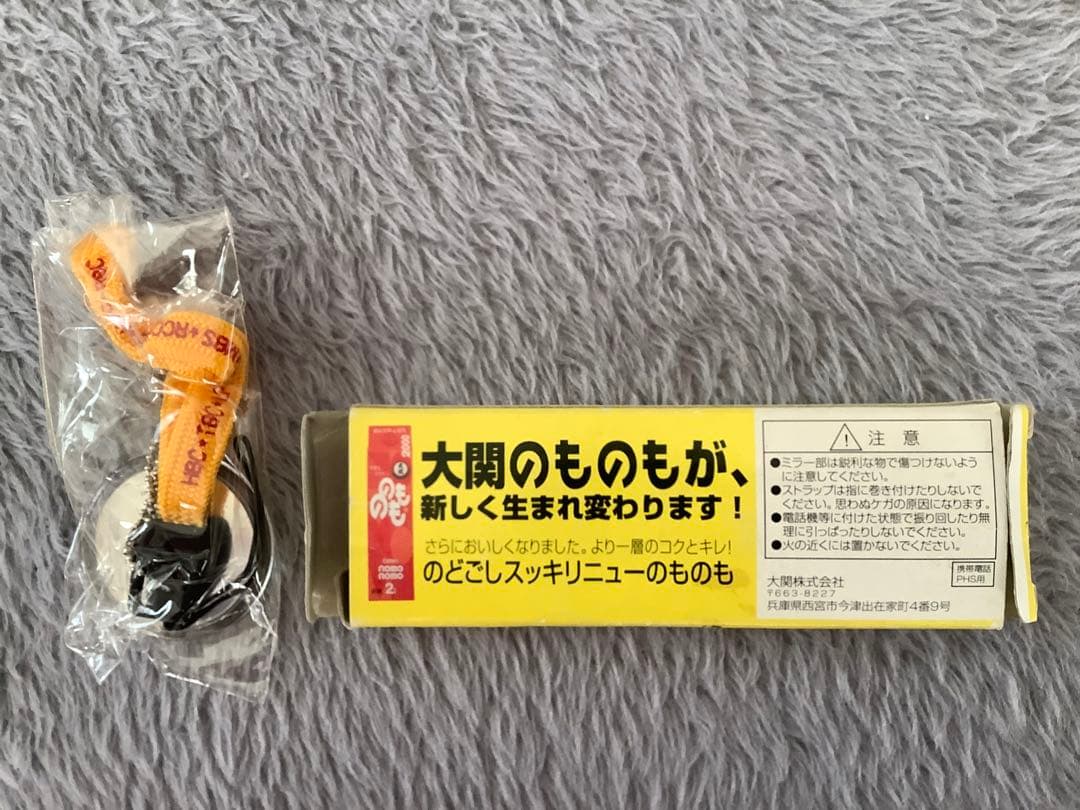 MBS★RCC
HBC★IBC
大関のものもが、
新しく生まれ変わります！
さらにおいしくなりました。より一層のコクとキレ！
のどごしスッキリニューのものも
2000
のものも
nomo
nomo
2
注意
●ミラー部は鋭利な物で傷つけないよう
に注意してください。
●ストラップは指に巻き付けたりしないで
ください。思わぬケガの原因になります。
●電話機等に付けた状態で振り回したり無
理に引っぱったりしないでください。
●火の近くには置かないでください。
大関株式会社
〒663-8227
兵庫県西宮市今津出在家町4番9号
携帯電話
PHS用